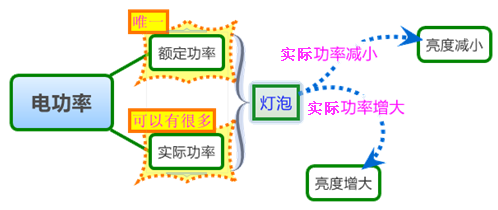 唯一
额定功率
电功率
可以有很多
实际功率
灯泡
实际功率减小
亮度减小
实际功率增大
亮度增大